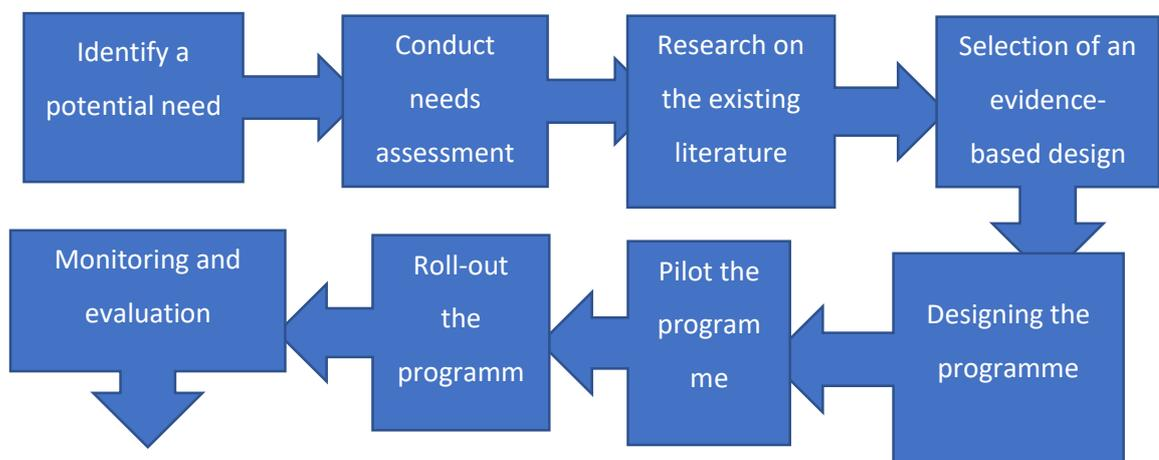 Identify a
potential need
Conduct
needs
assessment
Research on
the existing
literature
Selection of an
evidence-
based design
Designing the
programme
Pilot the
program
me
Roll-out
the
programm
Monitoring and
evaluation